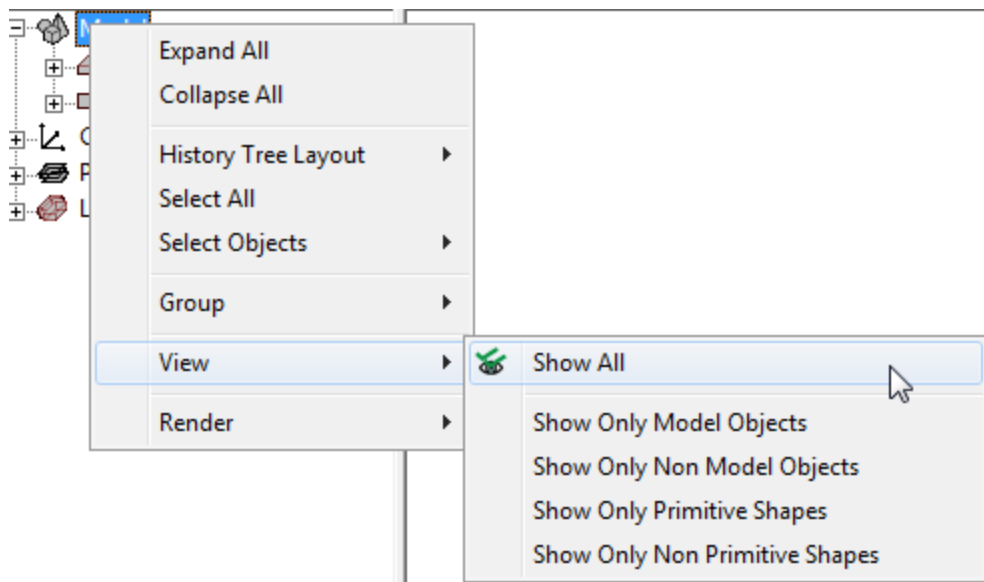 Expand All
Collapse All
History Tree Layout
Select All
Select Objects
Group
View
Render
Show All
Show Only Model Objects
Show Only Non Model Objects
Show Only Primitive Shapes
Show Only Non Primitive Shapes